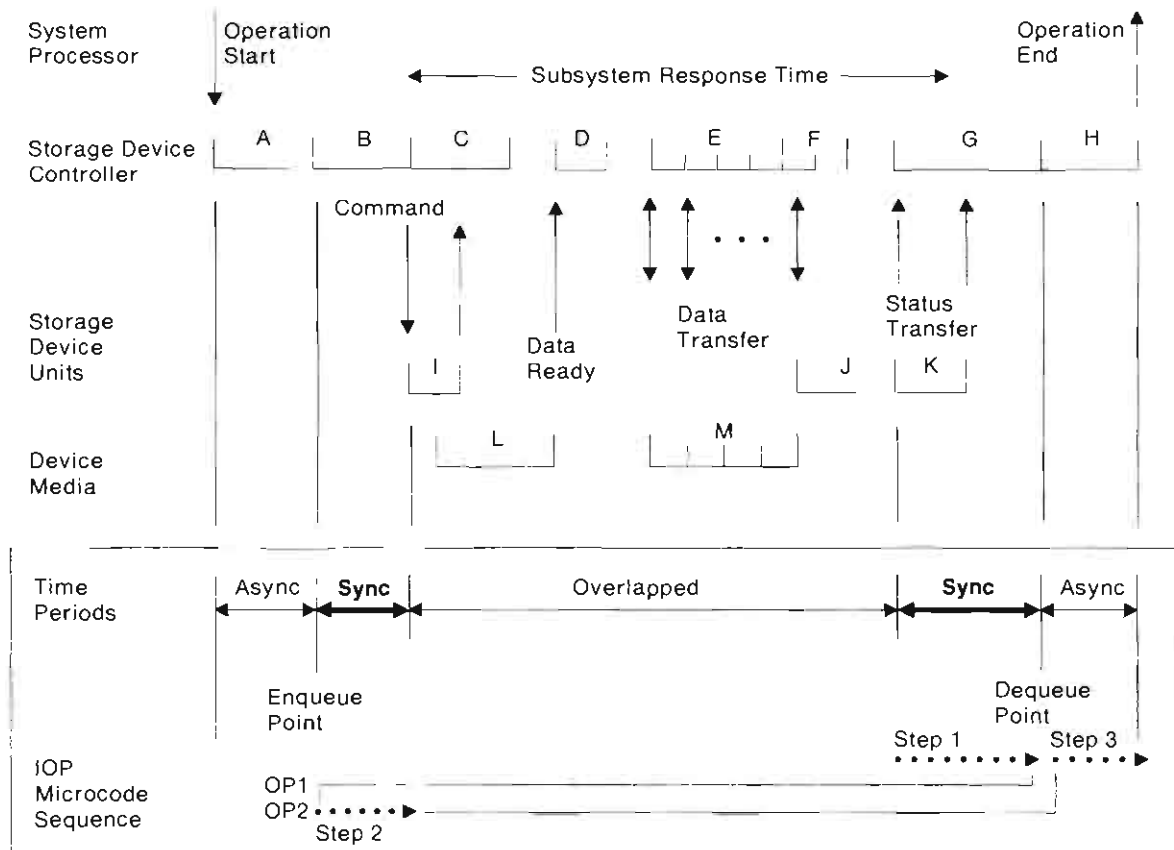 System
Processor
Operation
Start
Operation
End
Subsystem Response Time
Storage Device
Controller
A
B
C
D
E
F
G
H
Command
Storage
Device
Units
I
Data
Ready
Data
Transfer
Status
Transfer
J
K
Device
Media
L
M
Time
Periods
Async
Sync
Overlapped
Sync
Async
Enqueue
Point
Dequeue
Point
Step 1
Step 3
IOP
Microcode
Sequence
OP1
OP2
Step 2